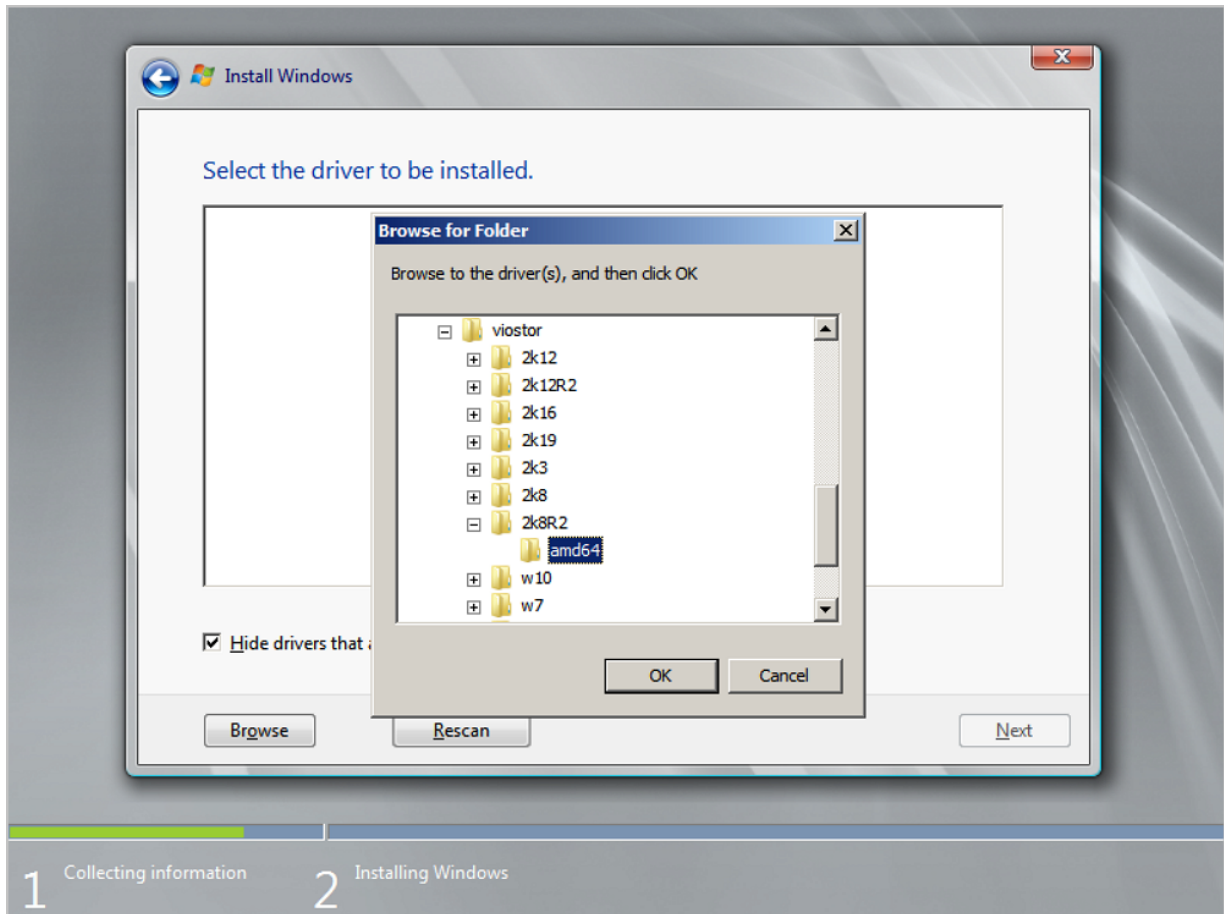 Install Windows
Select the driver to be installed.
Browse for Folder
Browse to the driver(s), and then click OK
viostor
2k12
2k12R2
2k16
2k19
2k3
2k8
2k8R2
amd64
w10
w7
Hide drivers that
OK Cancel
Browse Rescan Next
1 Collecting information 2 Installing Windows